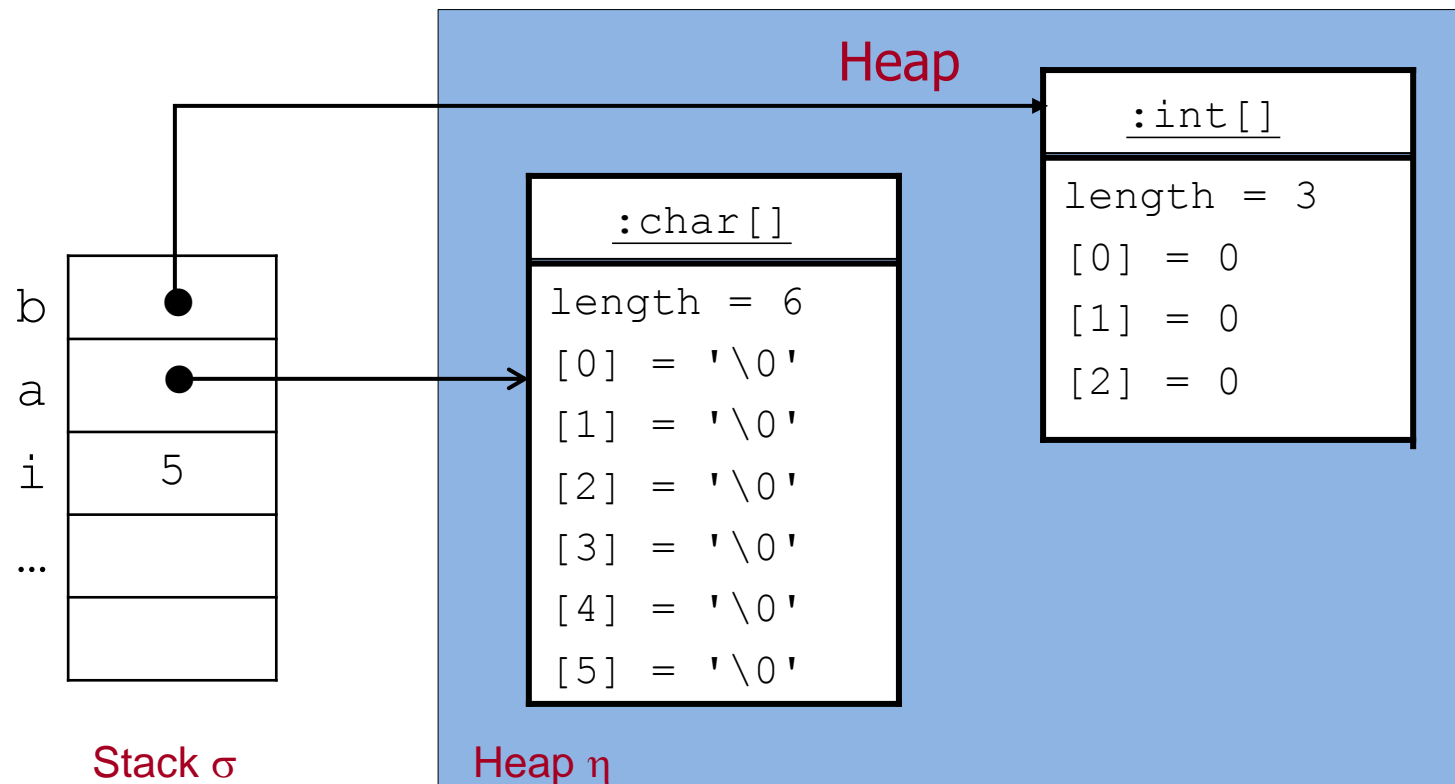 Heap
:int[]
length = 3
[0] = 0
[1] = 0
[2] = 0
:char[]
length = 6
[0] = '\0'
[1] = '\0'
[2] = '\0'
[3] = '\0'
[4] = '\0'
[5] = '\0'
b
a
i 5
…
Stack σ
Heap η